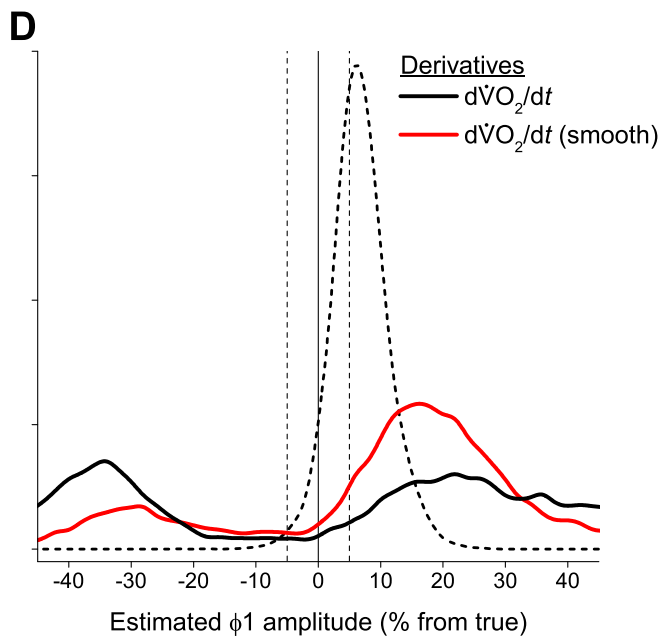 D
Derivatives
dV̇O₂/dt
dV̇O₂/dt (smooth)
-40 -30 -20 -10 0 10 20 30 40
Estimated ϕ1 amplitude (% from true)